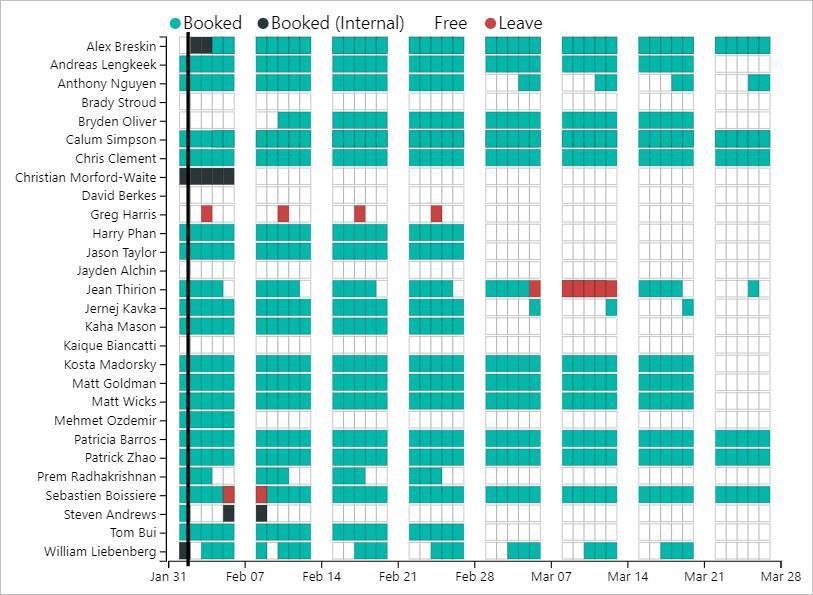 Booked Booked (Internal) Free Leave
Alex Breskin
Andreas Lengkeek
Anthony Nguyen
Brady Stroud
Bryden Oliver
Calum Simpson
Chris Clement
Christian Morford-Waite
David Berkes
Greg Harris
Harry Phan
Jason Taylor
Jayden Alchin
Jean Thirion
Jernej Kavka
Kaha Mason
Kaique Biancatti
Kosta Madorsky
Matt Goldman
Matt Wicks
Mehmet Ozdemir
Patricia Barros
Patrick Zhao
Prem Radhakrishnan
Sebastien Boissiere
Steven Andrews
Tom Bui
William Liebenberg
Jan 31 Feb 07 Feb 14 Feb 21 Feb 28 Mar 07 Mar 14 Mar 21 Mar 28